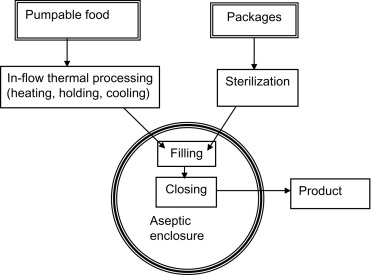 Pumpable food
Packages
In-flow thermal processing
(heating, holding, cooling)
Sterilization
Filling
Closing
Product
Aseptic
enclosure